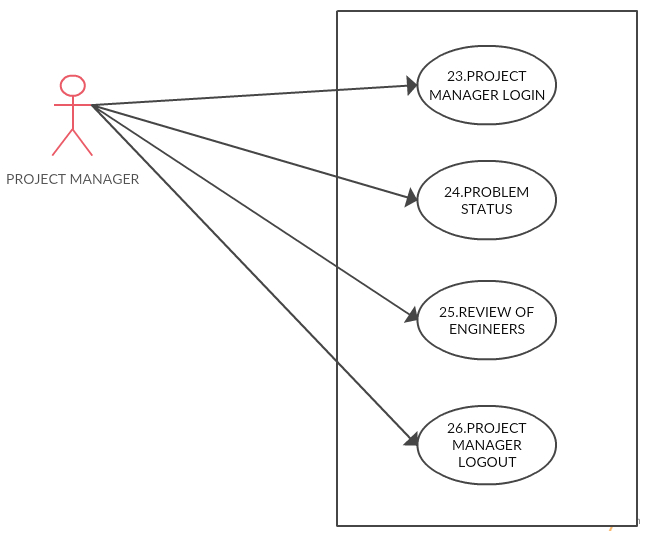 23.PROJECT
MANAGER LOGIN
PROJECT MANAGER
24.PROBLEM
STATUS
25.REVIEW OF
ENGINEERS
26.PROJECT
MANAGER
LOGOUT